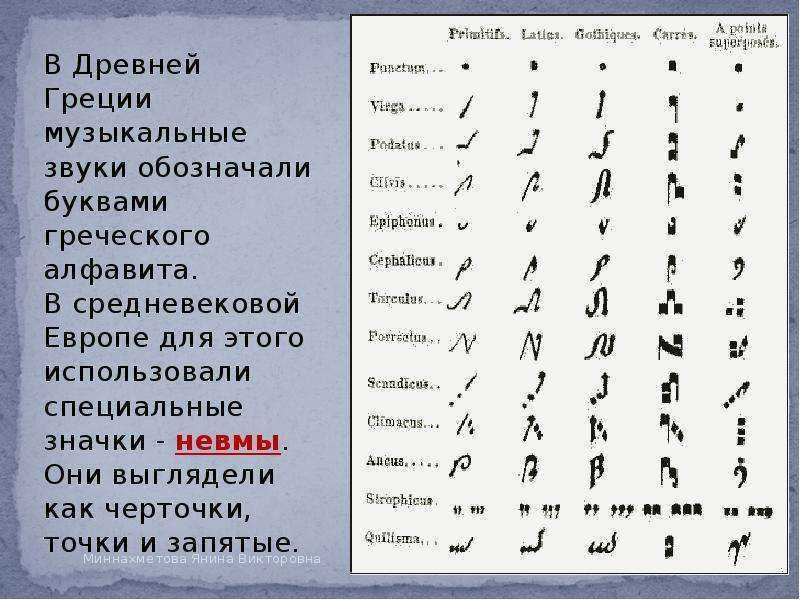 В Древней
Греции
музыкальные
звуки обозначали
буквами
греческого
алфавита.
В средневековой
Европе для этого
использовали
специальные
значки - невмы.
Они выглядели
как черточки,
точки и запятые.
Миннахметова Янина Викторовна
Primitifs. Latins. Gothiques. Carrés. A points superposés.
Punctum...
Virga.....
Podatus...
Clivis.....
Epiphonus.
Cephalicus.
Torculus...
Porrectus..
Scandicus.
Climacus...
Ancus.....
Strophicus.
Quilisma...